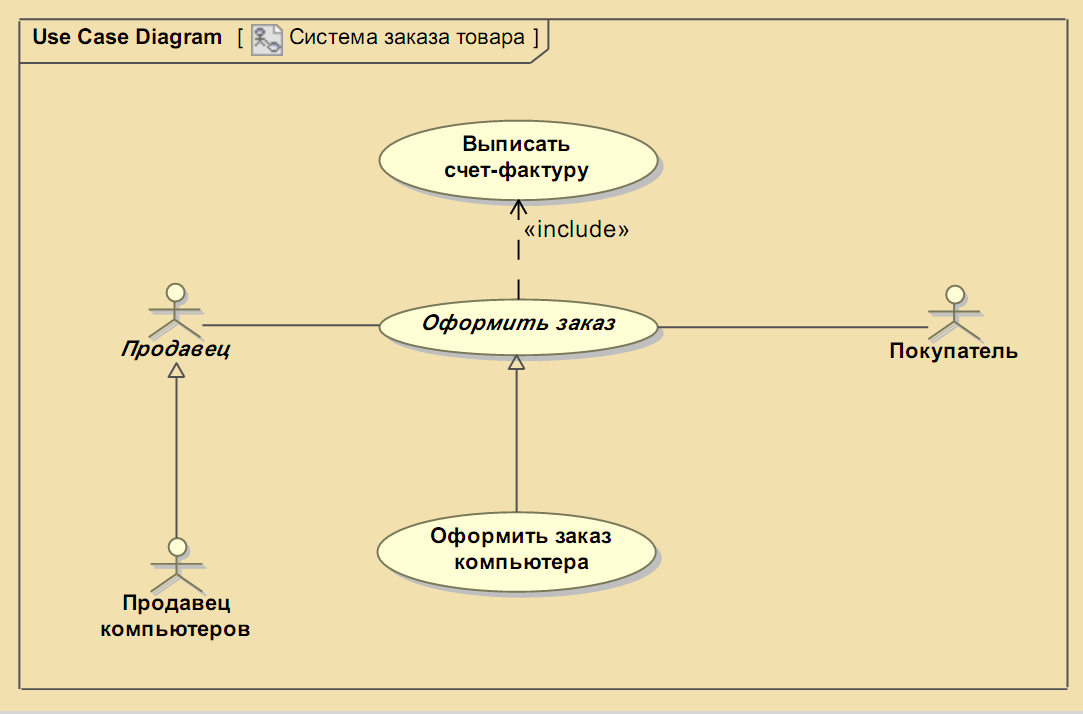 Use Case Diagram [ Система заказа товара ]
Выписать
счет-фактуру
«include»
Оформить заказ
Продавец
Покупатель
Оформить заказ
компьютера
Продавец
компьютеров